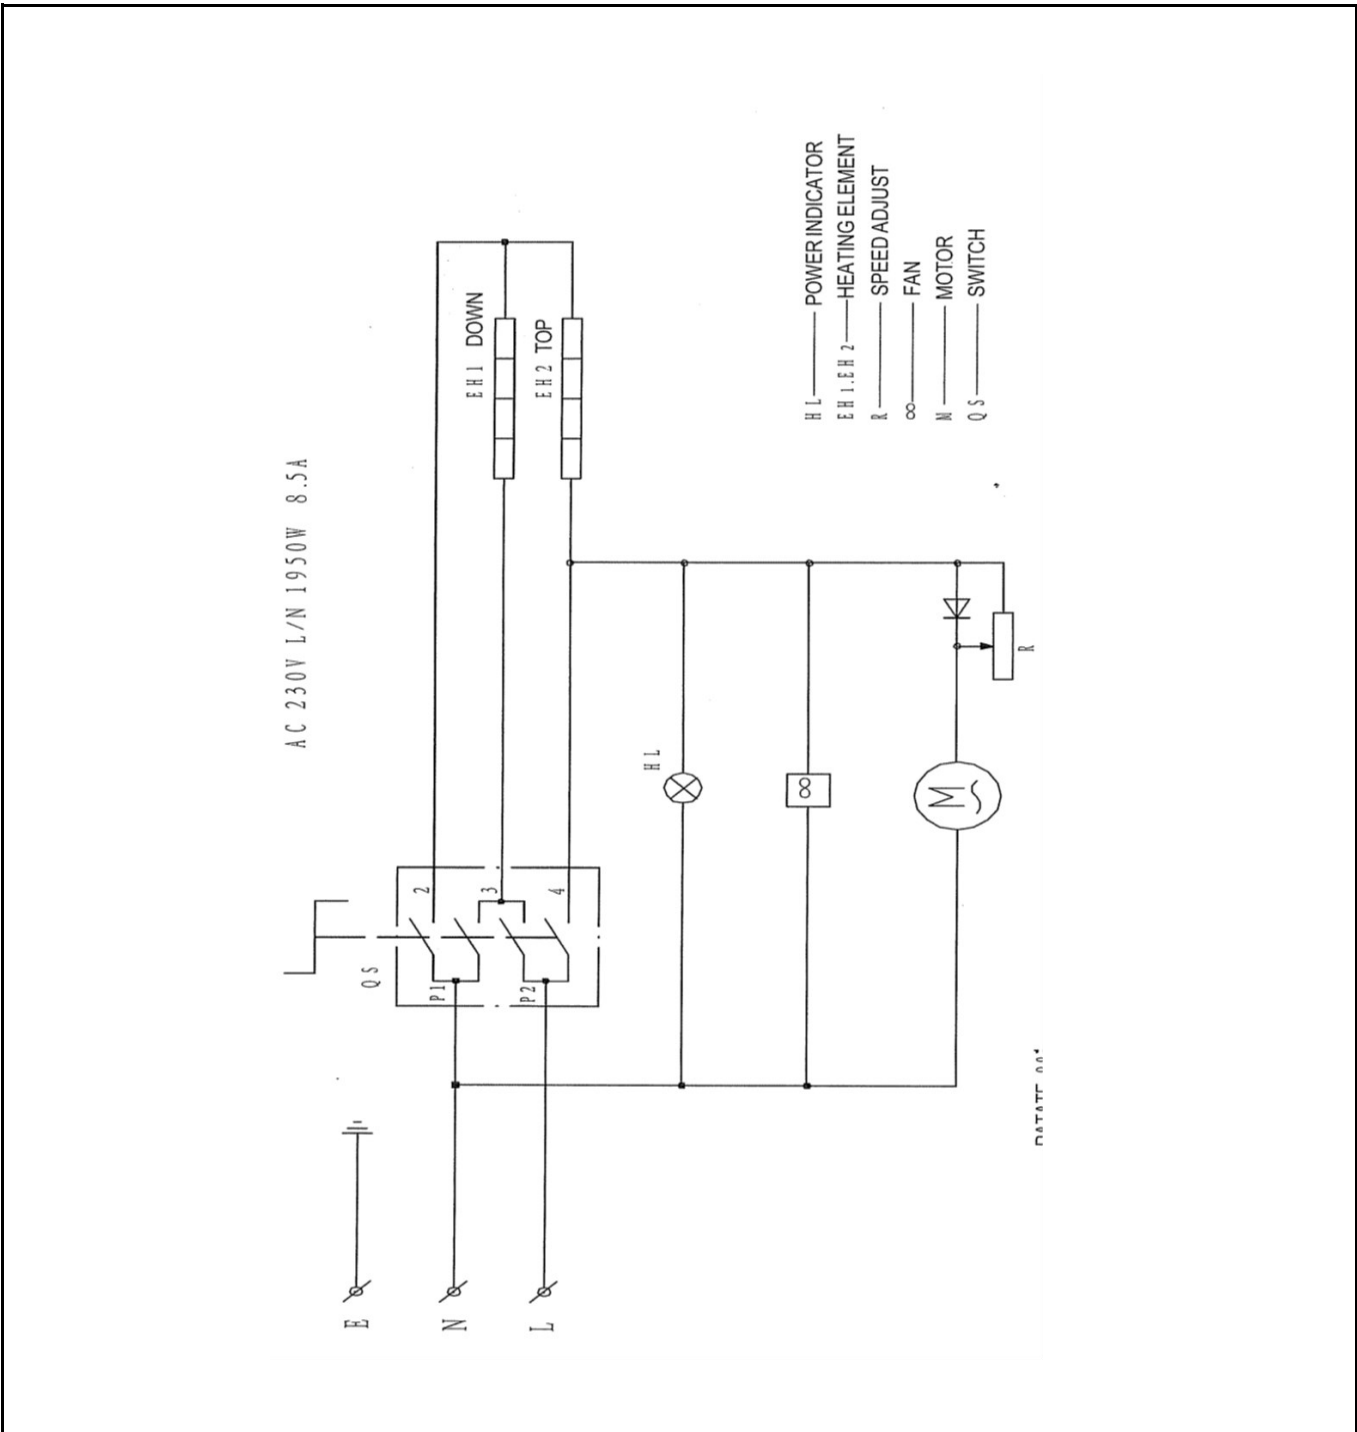 AC 230V L/N 1950W 8.5A
EH1 DOWN
EH2 TOP
HL POWER INDICATOR
EH1.EH2 HEATING ELEMENT
R SPEED ADJUST
∞ FAN
M MOTOR
QS SWITCH
QS
2
3
4
P1
P2
HL
∞
M
R
E
N
L